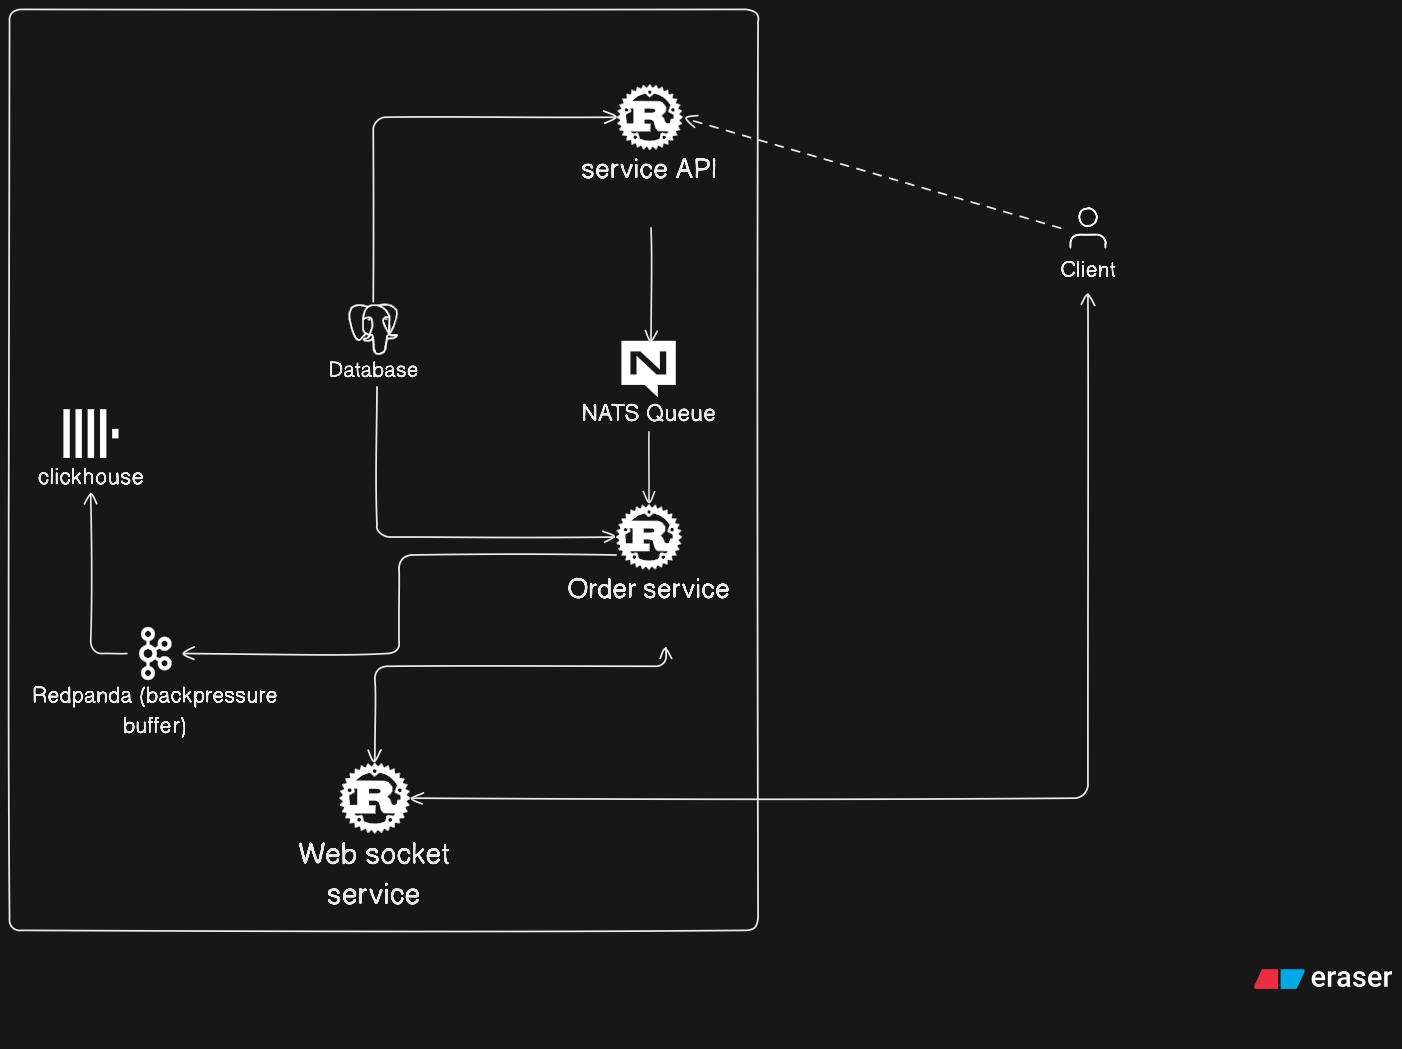 service API
Client
Database
NATS Queue
clickhouse
Order service
Redpanda (backpressure
buffer)
Web socket
service
eraser